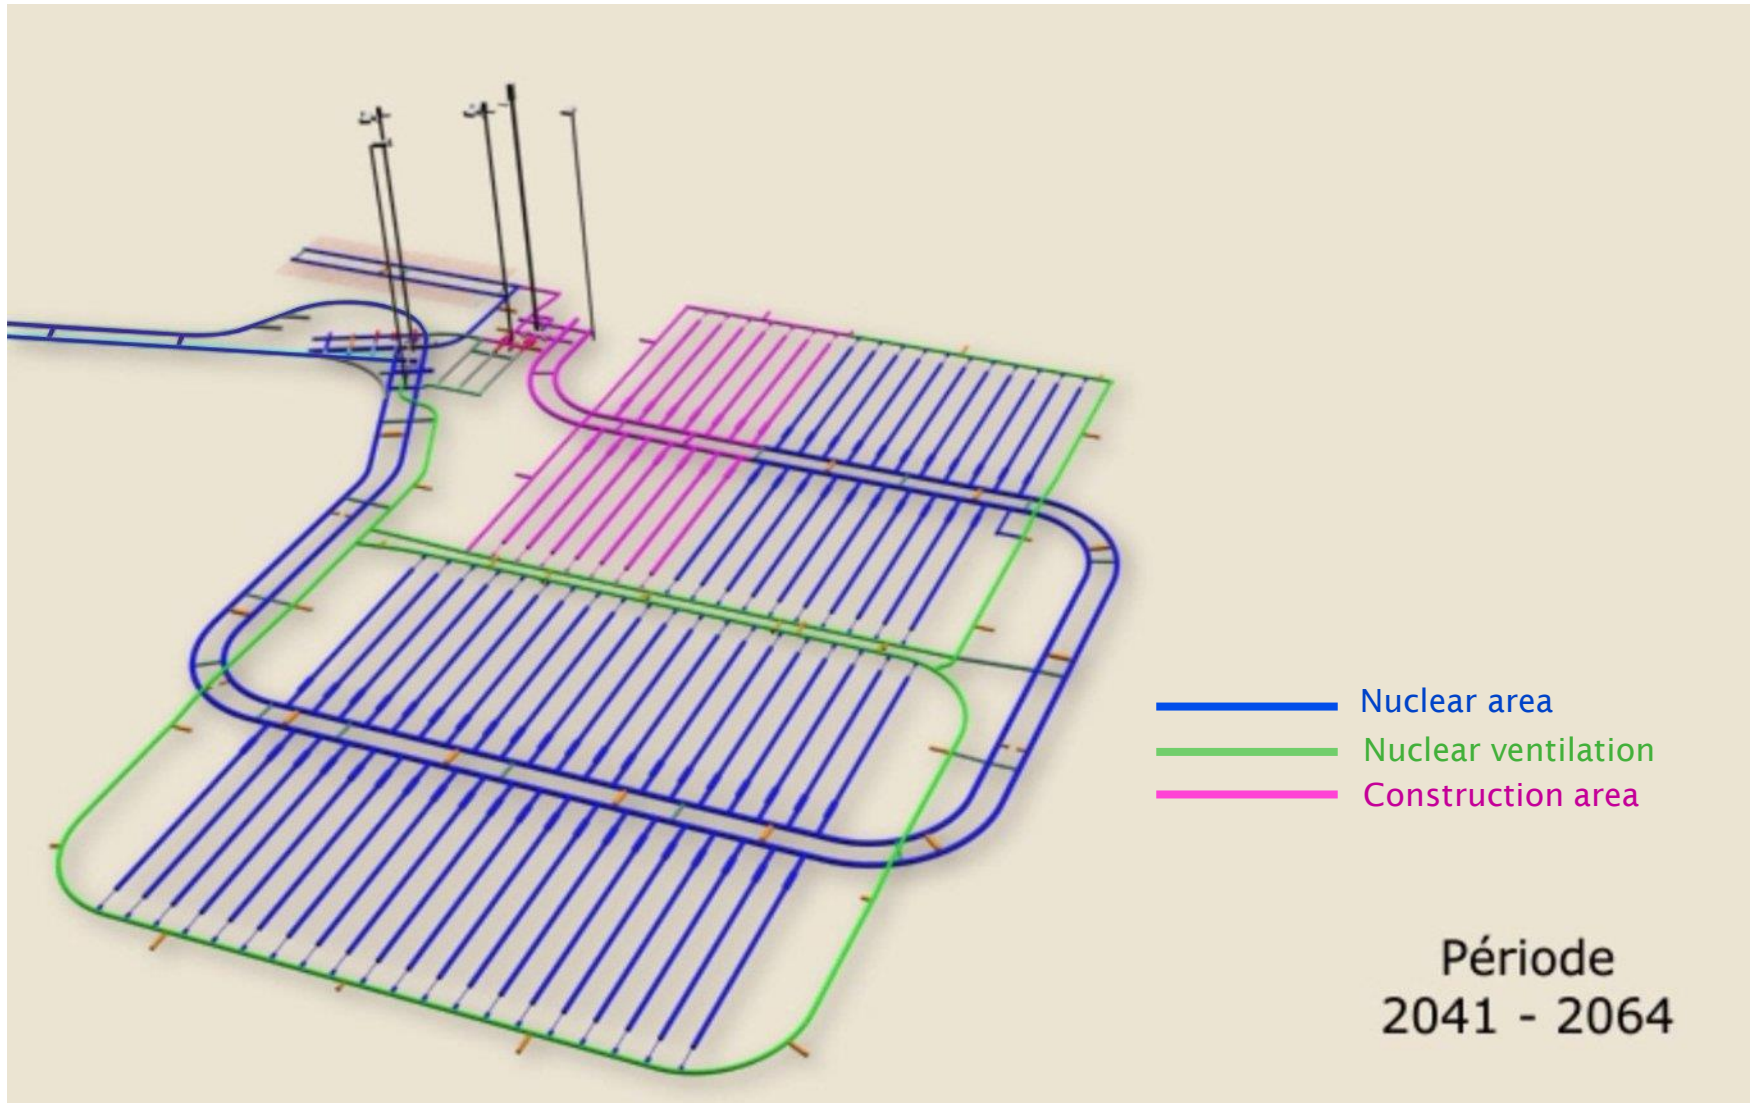 Nuclear area
Nuclear ventilation
Construction area
Période
2041 - 2064